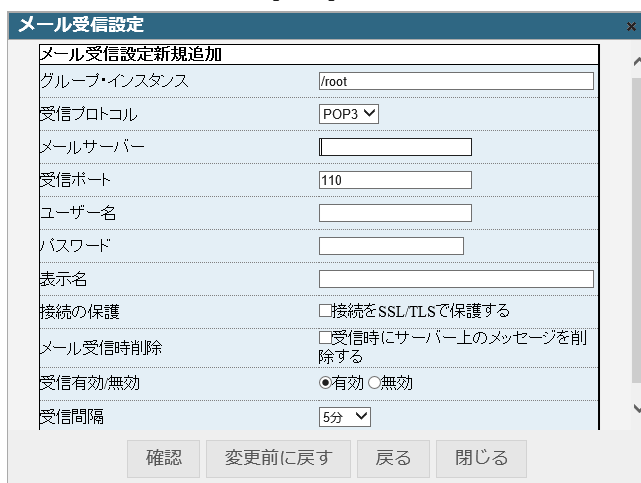 メール受信設定 ×
メール受信設定新規追加
グループ・インスタンス /root
受信プロトコル POP3
メールサーバー
受信ポート 110
ユーザー名
パスワード
表示名
接続の保護 接続をSSL/TLSで保護する
メール受信時削除 受信時にサーバー上のメッセージを削
除する
受信有効/無効 有効 無効
受信間隔 5分
確認 変更前に戻す 戻る 閉じる